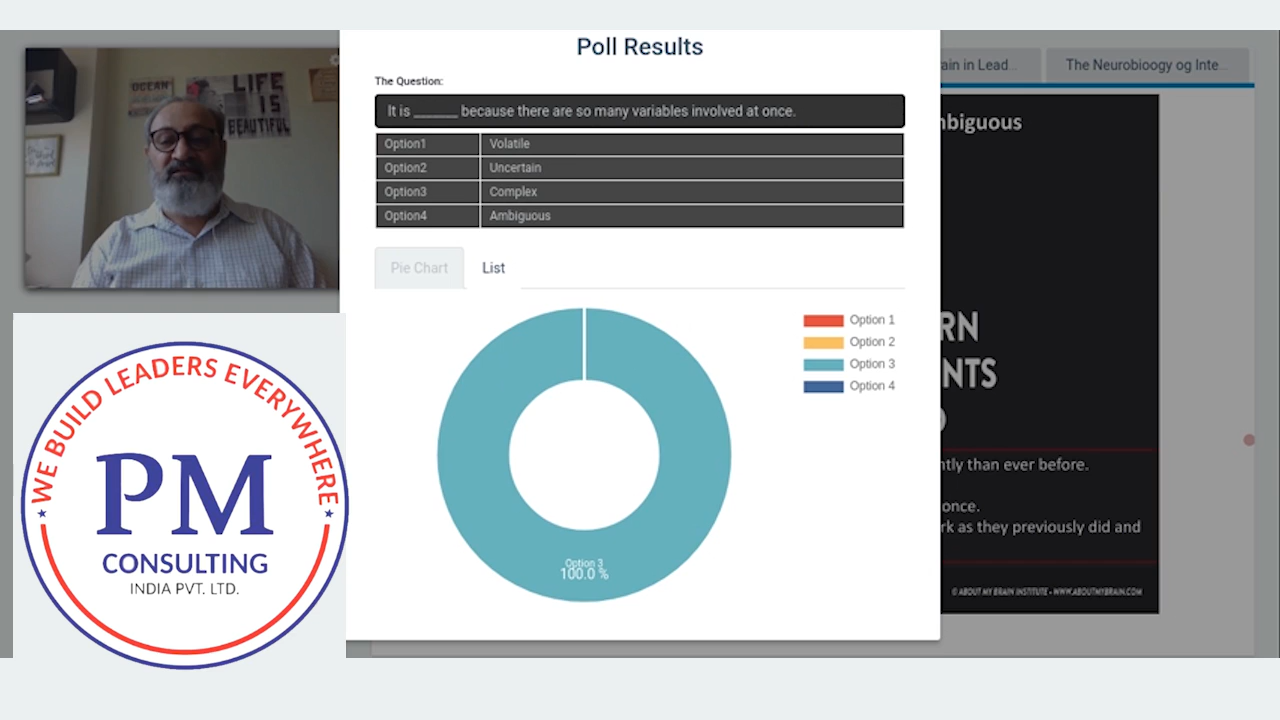 OCEAN
LIFE
IS
BEAUTIFUL
WE BUILD LEADERS EVERYWHERE
PM
CONSULTING
INDIA PVT. LTD.
Poll Results
The Question:
It is ______ because there are so many variables involved at once.
Option1 Volatile
Option2 Uncertain
Option3 Complex
Option4 Ambiguous
Pie Chart List
Option 1
Option 2
Option 3
Option 4
Option 3
100.0 %
in Lead...
The Neurobioogy og Inte...
biguous
RN
NTS
ntly than ever before.
once.
rk as they previously did and
© ABOUT MY BRAIN INSTITUTE - WWW.ABOUTMYBRAIN.COM